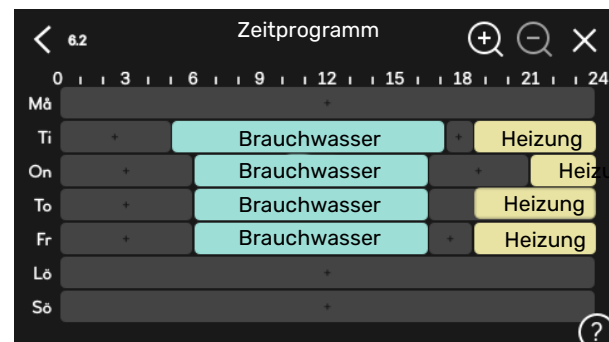 6.2 Zeitprogramm
0 3 6 9 12 15 18 21 24
Må
Ti Brauchwasser Heizung
On Brauchwasser Heizu
To Brauchwasser Heizung
Fr Brauchwasser Heizung
Lö
Sö
?